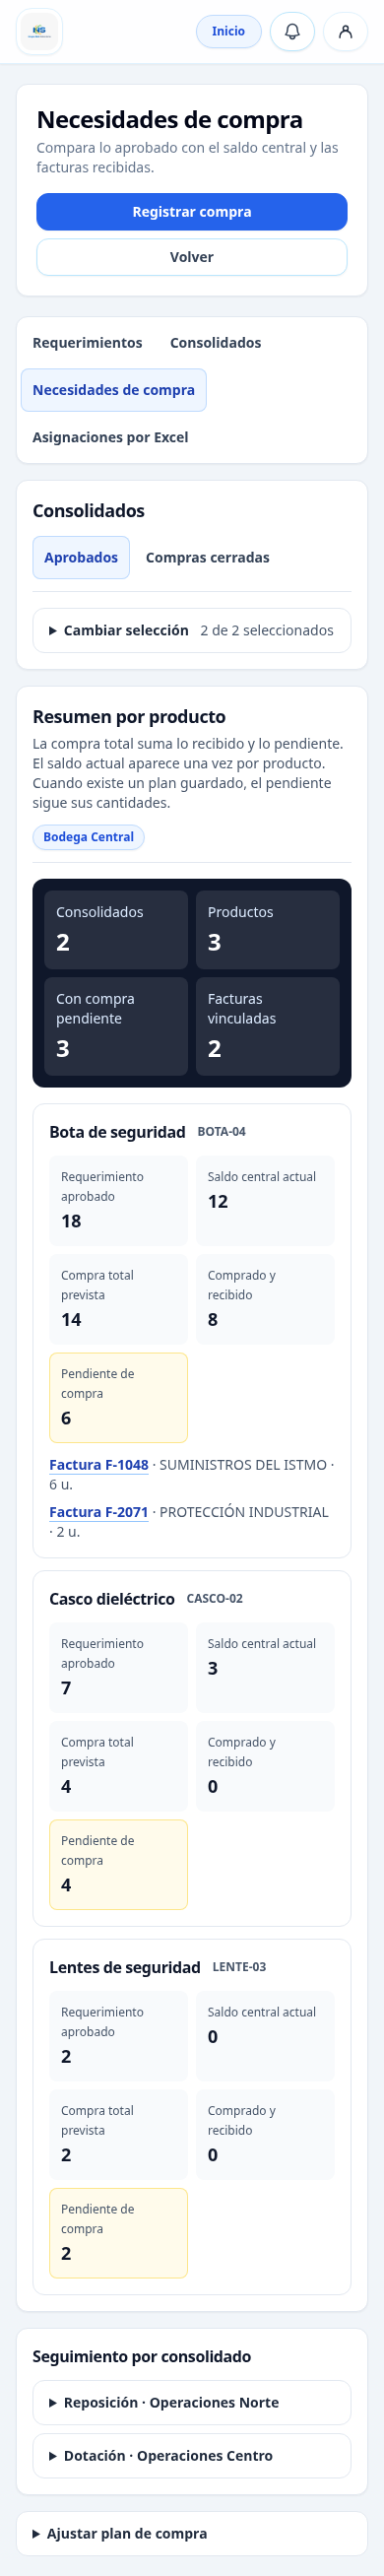 Inicio
Necesidades de compra
Compara lo aprobado con el saldo central y las
facturas recibidas.
Registrar compra
Volver
Requerimientos Consolidados
Necesidades de compra
Asignaciones por Excel
Consolidados
Aprobados Compras cerradas
Cambiar selección 2 de 2 seleccionados
Resumen por producto
La compra total suma lo recibido y lo pendiente.
El saldo actual aparece una vez por producto.
Cuando existe un plan guardado, el pendiente
sigue sus cantidades.
Bodega Central
Consolidados
2
Productos
3
Con compra
pendiente
3
Facturas
vinculadas
2
Bota de seguridad BOTA-04
Requerimiento
aprobado
18
Saldo central actual
12
Compra total
prevista
14
Comprado y
recibido
8
Pendiente de
compra
6
Factura F-1048 · SUMINISTROS DEL ISTMO ·
6 u.
Factura F-2071 · PROTECCIÓN INDUSTRIAL
· 2 u.
Casco dieléctrico CASCO-02
Requerimiento
aprobado
7
Saldo central actual
3
Compra total
prevista
4
Comprado y
recibido
0
Pendiente de
compra
4
Lentes de seguridad LENTE-03
Requerimiento
aprobado
2
Saldo central actual
0
Compra total
prevista
2
Comprado y
recibido
0
Pendiente de
compra
2
Seguimiento por consolidado
Reposición · Operaciones Norte
Dotación · Operaciones Centro
Ajustar plan de compra